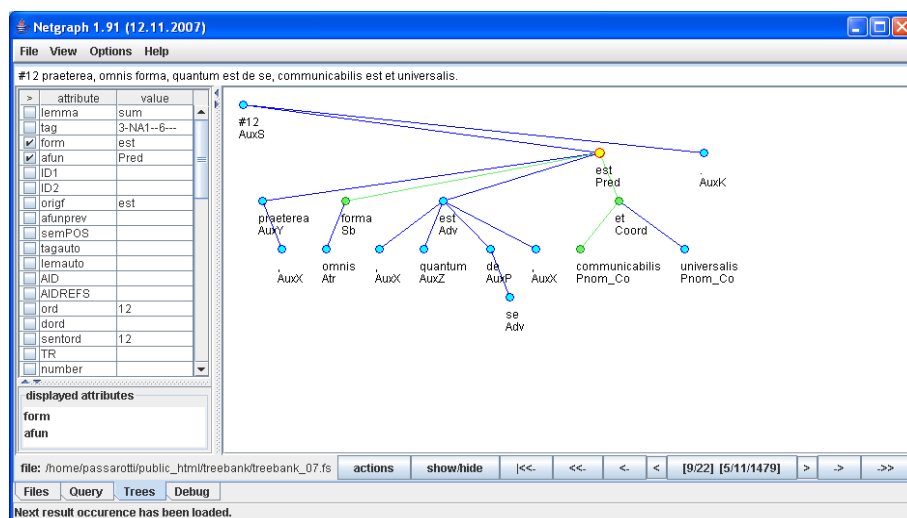 Netgraph 1.91 (12.11.2007)
File View Options Help
#12 praeterea, omnis forma, quantum est de se, communicabilis est et universalis.
> attribute value
lemma sum
tag 3-NA1--6---
form est
afun Pred
ID1
ID2
origf est
afunprev
semPOS
tagauto
lemauto
AID
AIDREFS
ord 12
dord
sentord 12
TR
number
displayed attributes
form
afun
#12
AuxS
est .
Pred AuxK
praeterea forma est et
AuxY Sb Adv Coord
, omnis , quantum de , communicabilis universalis
AuxX Atr AuxX AuxZ AuxP AuxX Pnom_Co Pnom_Co
se
Adv
file: /home/passarotti/public_html/treebank/treebank_07.fs actions show/hide |<<- <<- <- < [9/22] [5/11/1479] > -> ->>
Files Query Trees Debug
Next result occurence has been loaded.